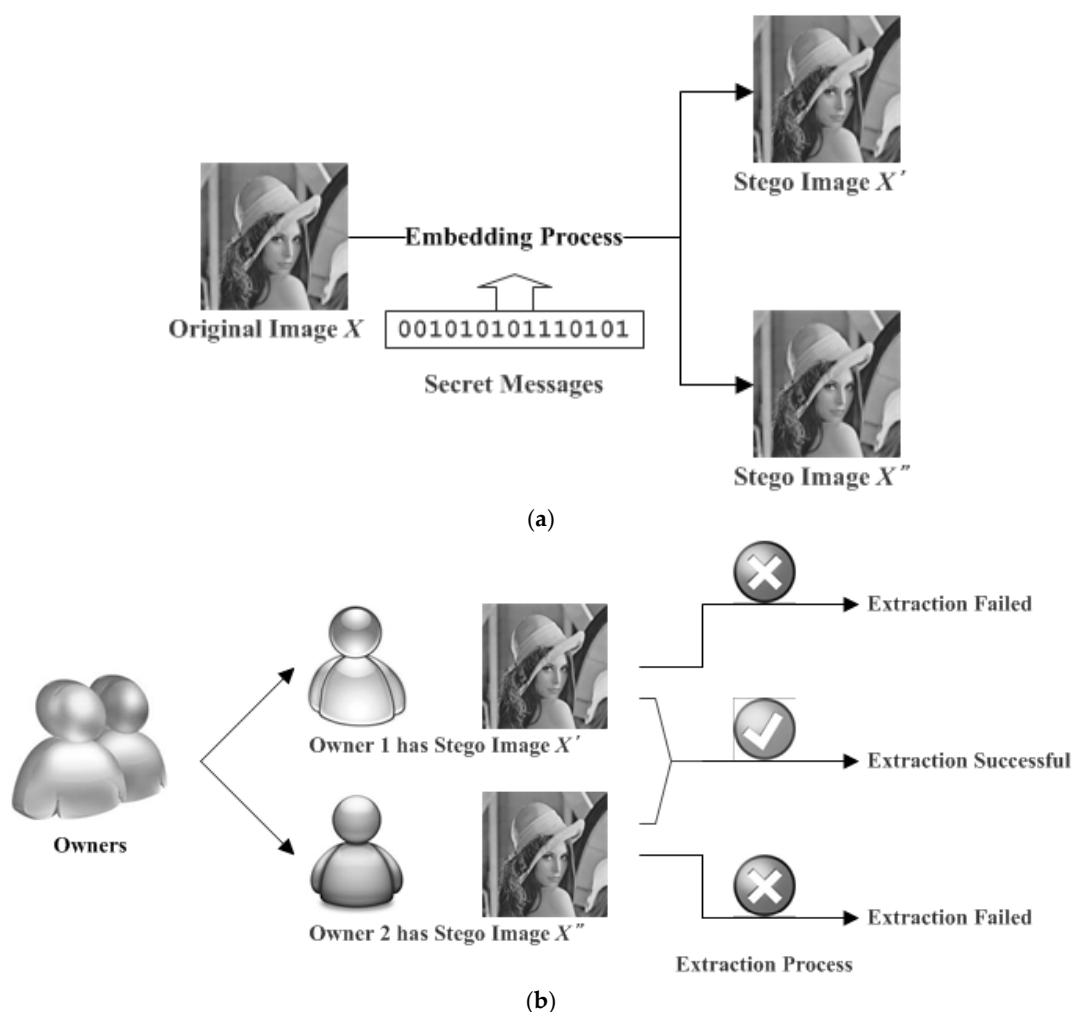 Stego Image X′
Original Image X
Embedding Process
001010101110101
Secret Messages
Stego Image X″
(a)
Extraction Failed
Owner 1 has Stego Image X′
Extraction Successful
Owners
Owner 2 has Stego Image X″
Extraction Failed
Extraction Process
(b)